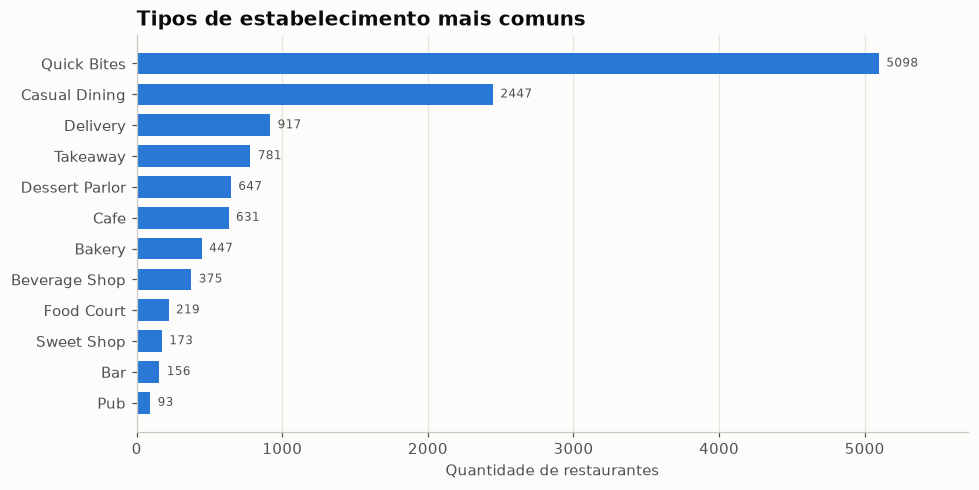 Tipos de estabelecimento mais comuns
Quick Bites 5098
Casual Dining 2447
Delivery 917
Takeaway 781
Dessert Parlor 647
Cafe 631
Bakery 447
Beverage Shop 375
Food Court 219
Sweet Shop 173
Bar 156
Pub 93
0 1000 2000 3000 4000 5000
Quantidade de restaurantes